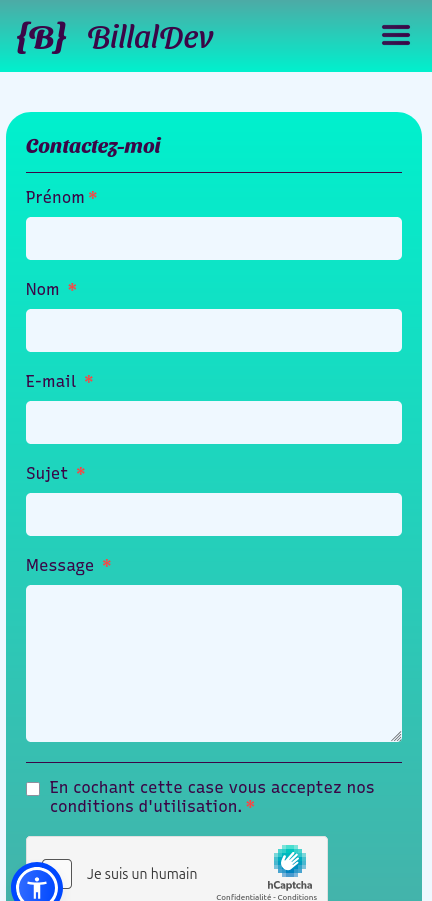 {B} BillalDev
Contactez-moi
Prénom *
Nom *
E-mail *
Sujet *
Message *
En cochant cette case vous acceptez nos
conditions d'utilisation. *
Je suis un humain
hCaptcha
Confidentialité - Conditions